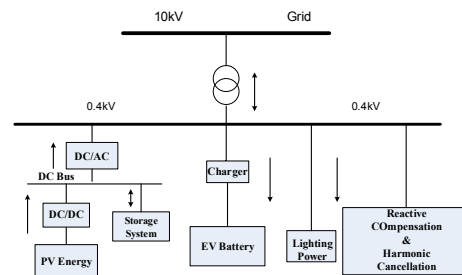 10kV Grid
0.4kV 0.4kV
DC/AC
DC Bus
Charger
DC/DC
Storage
System
PV Energy
EV Battery
Lighting
Power
Reactive
COmpensation
&
Harmonic
Cancellation